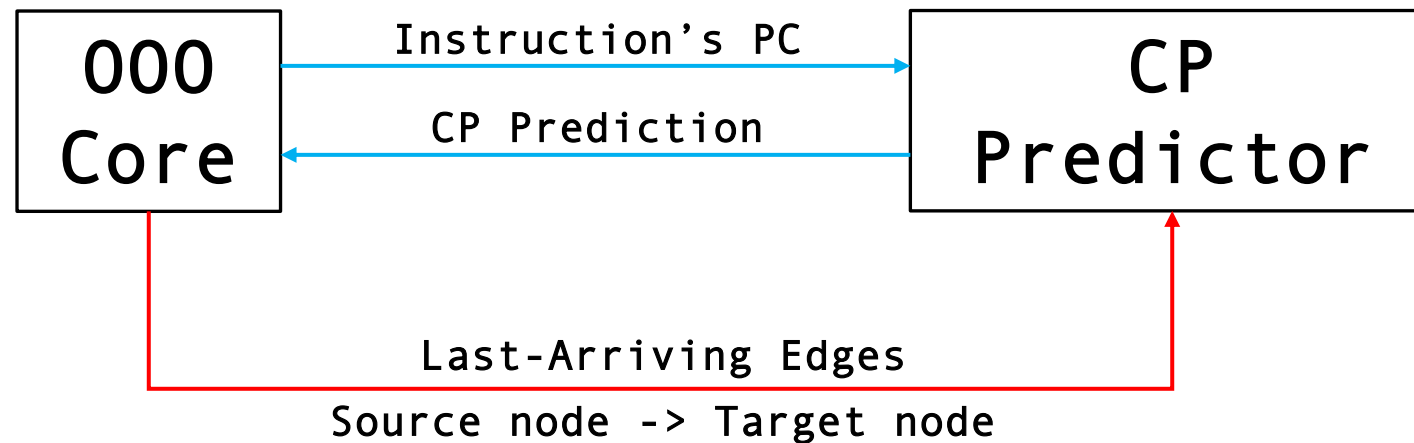 OOO
Core
Instruction’s PC
CP Prediction
CP
Predictor
Last-Arriving Edges
Source node -> Target node